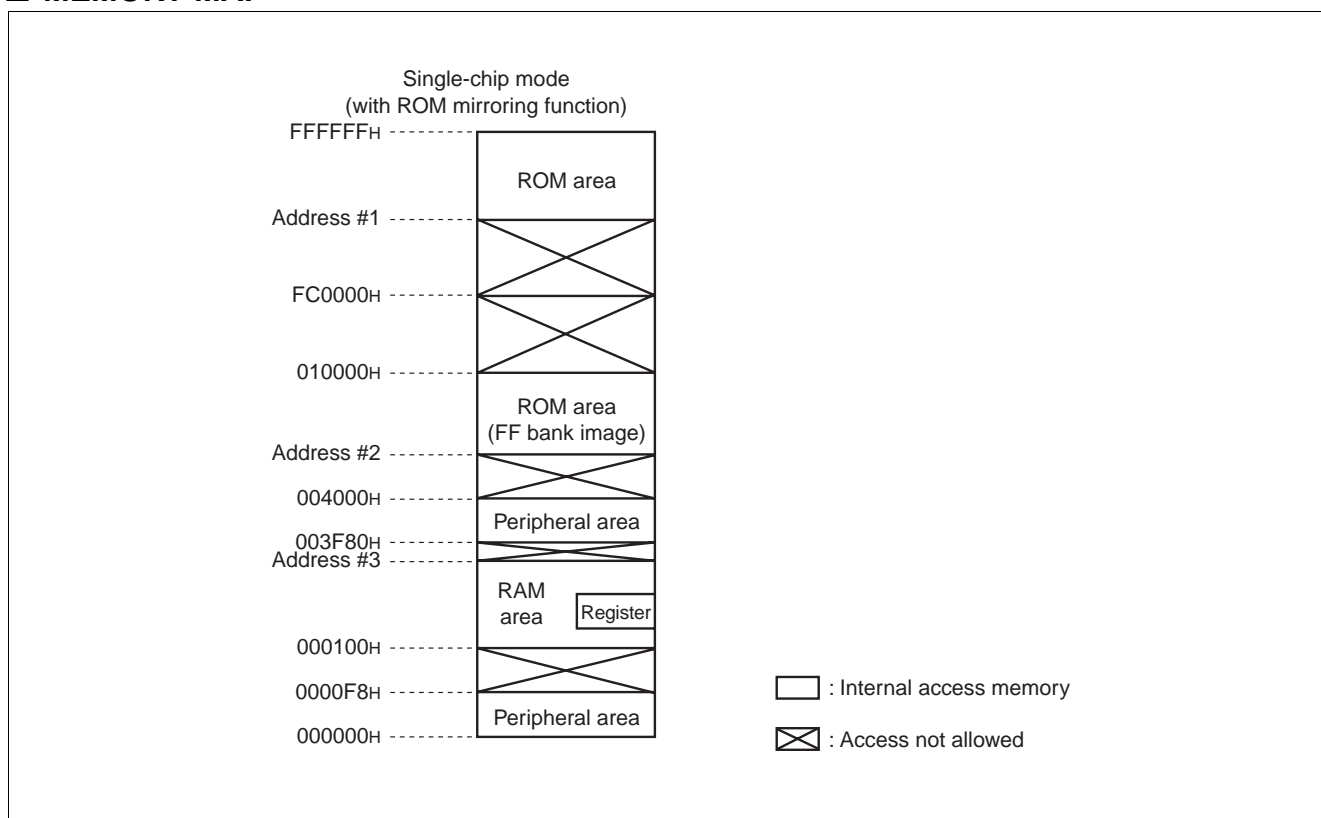 Single-chip mode
(with ROM mirroring function)
FFFFFFH
ROM area
Address #1
FC0000H
010000H
ROM area
(FF bank image)
Address #2
004000H
Peripheral area
003F80H
Address #3
RAM
area
Register
000100H
0000F8H
Peripheral area
000000H
: Internal access memory
: Access not allowed